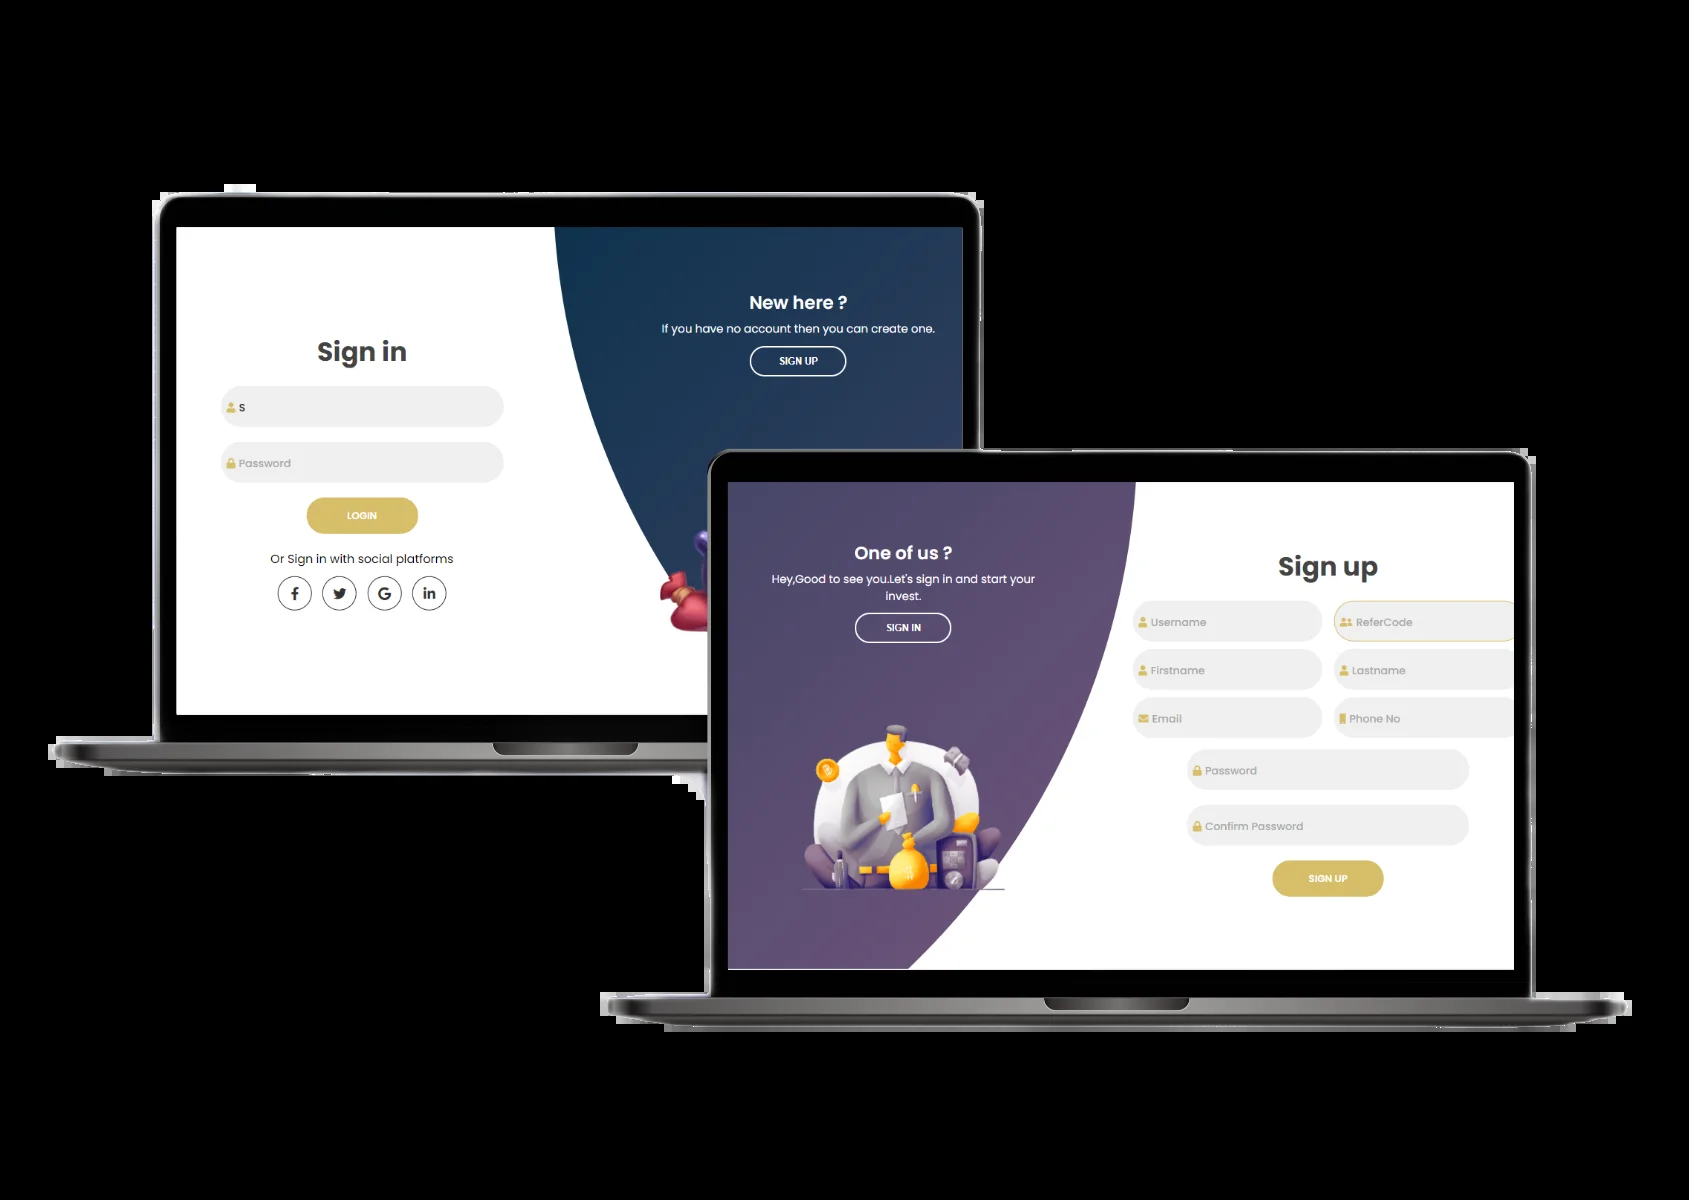 Sign in
S
Password
LOGIN
Or Sign in with social platforms
New here ?
If you have no account then you can create one.
SIGN UP
One of us ?
Hey,Good to see you.Let's sign in and start your
invest.
SIGN IN
Sign up
Username
ReferCode
Firstname
Lastname
Email
Phone No
Password
Confirm Password
SIGN UP